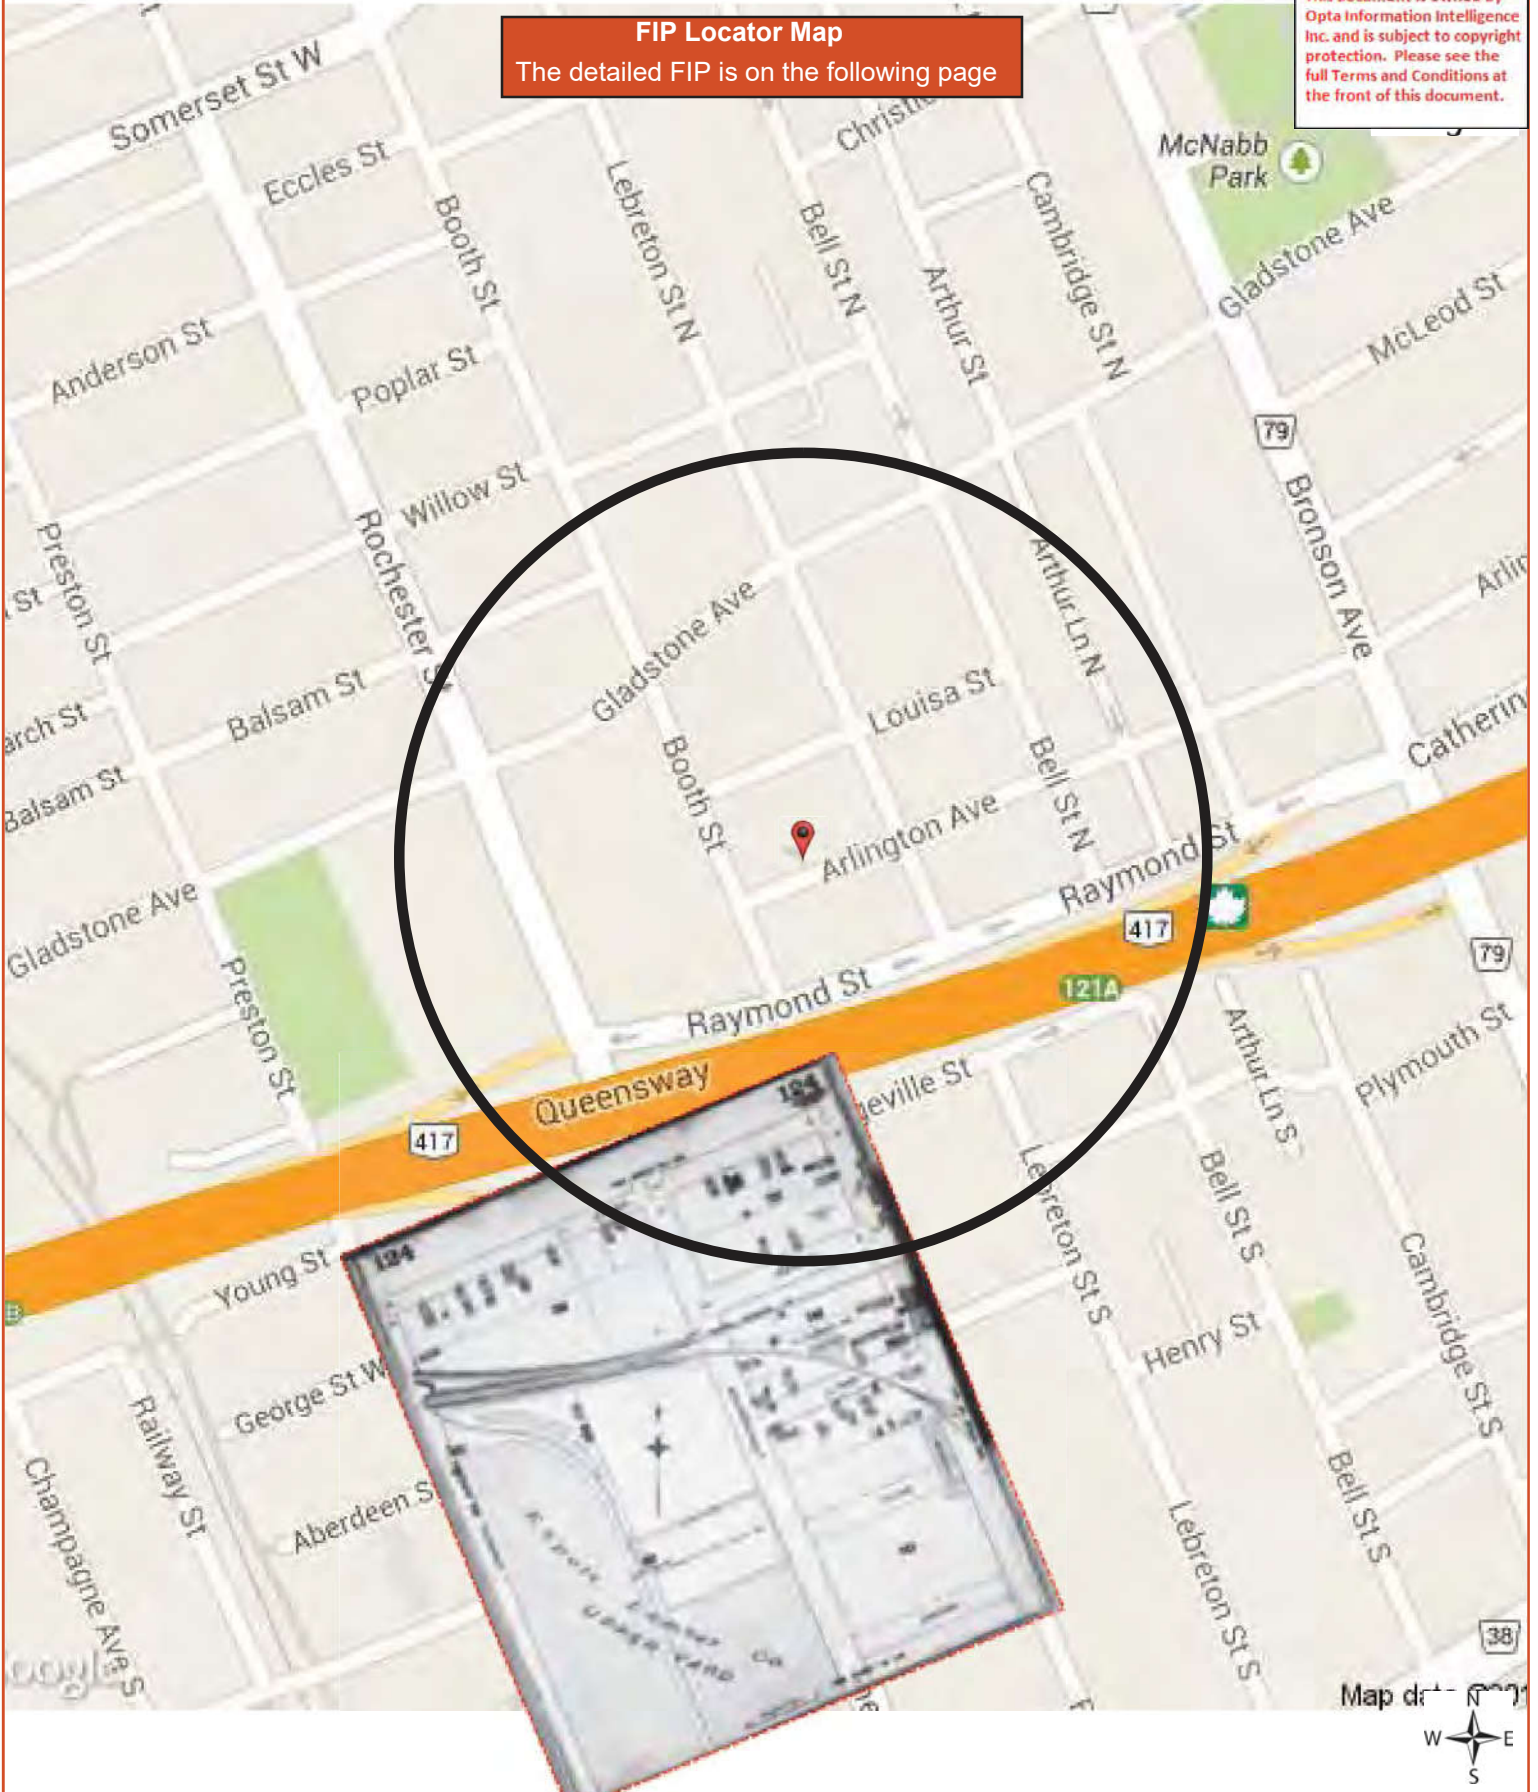 FIP Locator Map
The detailed FIP is on the following page
Opta Information Intelligence
Inc. and is subject to copyright
protection. Please see the
full Terms and Conditions at
the front of this document.
Somerset St W
McNabb
Park
Eccles St
Booth St
Lebreton St N
Bell St N
Cambridge St N
Arthur St
Gladstone Ave
McLeod St
Anderson St
Poplar St
79
Willow St
Preston St
Rochester St
Bronson Ave
Arthur Ln N
St
Gladstone Ave
Balsam St
Louisa St
Balsam St
Booth St
Bell St N
Arlington Ave
Raymond St
Gladstone Ave
417
79
Preston St
Raymond St
121A
Arthur Ln S
Plymouth St
Queensway
417
124
124
Lebreton St S
Bell St S
Young St
Cambridge St S
Henry St
George St W
Railway St
Champagne Ave S
Aberdeen S
Bell St S
Lebreton St S
UPPER YARD
38
Map data
N
W E
S